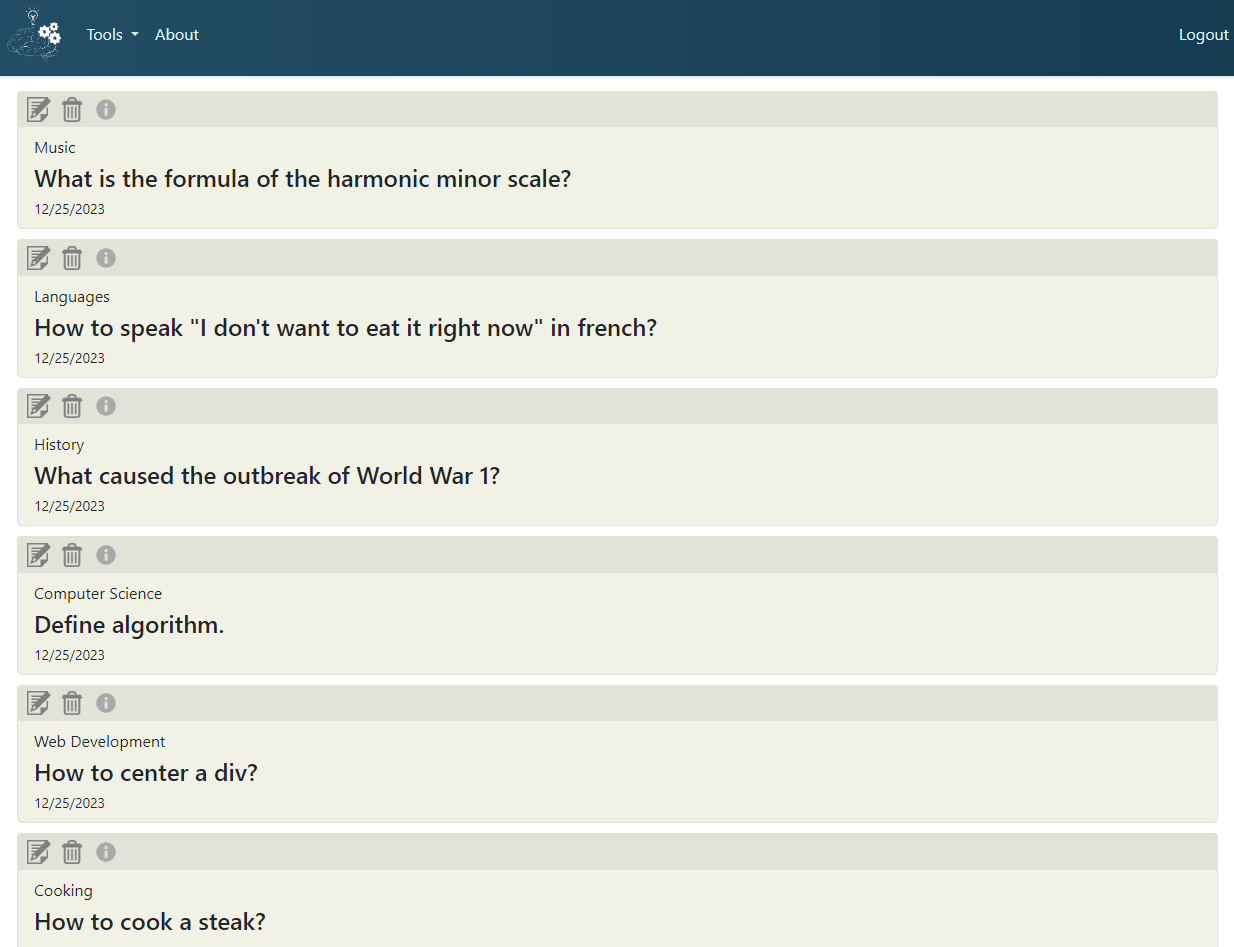 Tools About Logout
Music
What is the formula of the harmonic minor scale?
12/25/2023
Languages
How to speak "I don't want to eat it right now" in french?
12/25/2023
History
What caused the outbreak of World War 1?
12/25/2023
Computer Science
Define algorithm.
12/25/2023
Web Development
How to center a div?
12/25/2023
Cooking
How to cook a steak?